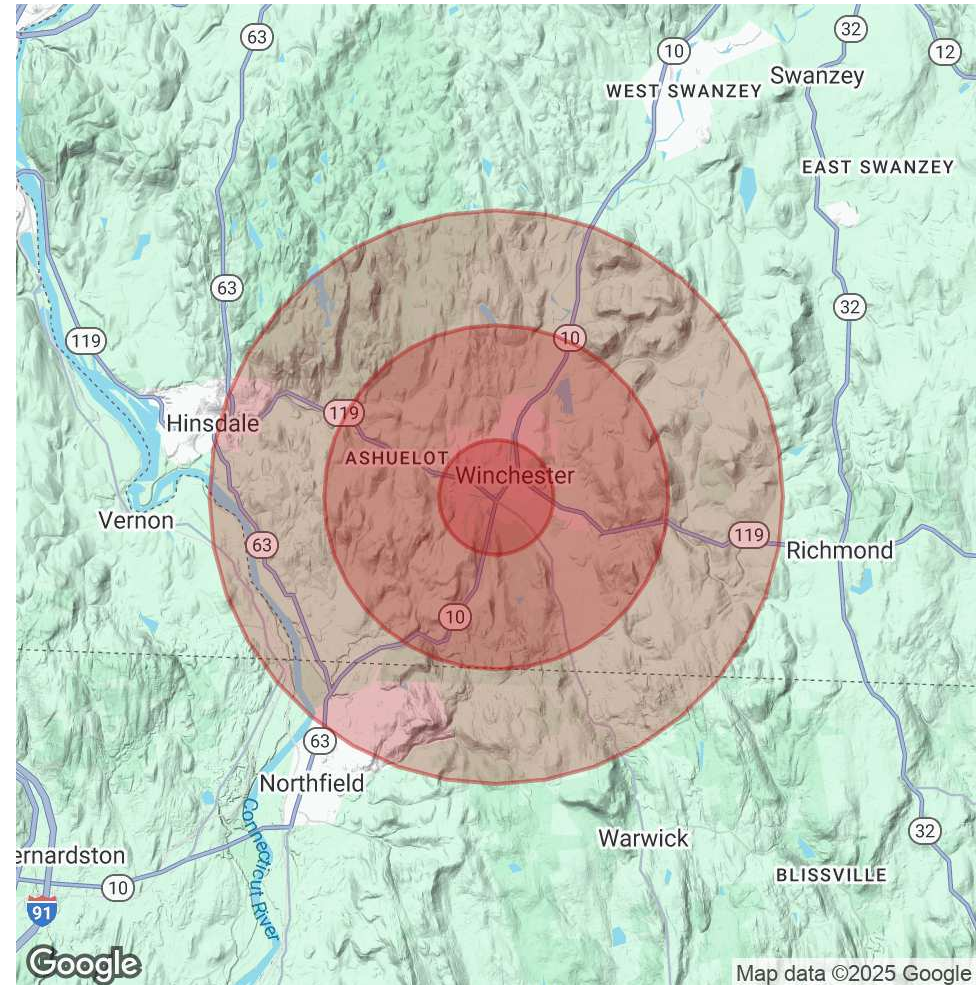 63
10
32
12
WEST SWANZEY
Swanzey
EAST SWANZEY
63
32
119
10
119
Hinsdale
ASHUELOT
Winchester
Vernon
63
119
Richmond
10
63
Northfield
Connecticut River
Warwick
32
ernardston
10
BLISSVILLE
91
Google
Map data ©2025 Google